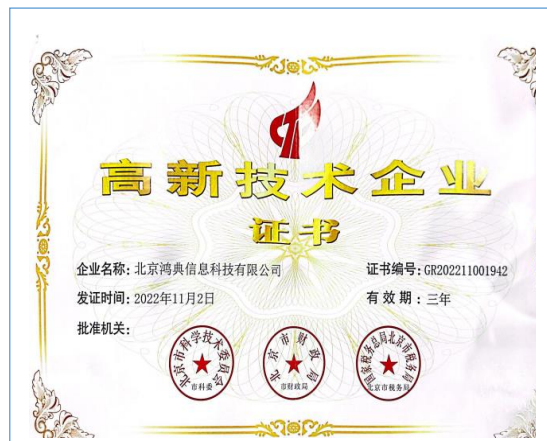 高新技术企业
证书
企业名称：北京鸿典信息科技有限公司
证书编号：GR202211001942
发证时间：2022年11月2日
有效期：三年
批准机关：
北京市科学技术委员会
市科委
北京市财政局
市财政局
国家税务总局北京市税务局
北京市税务局